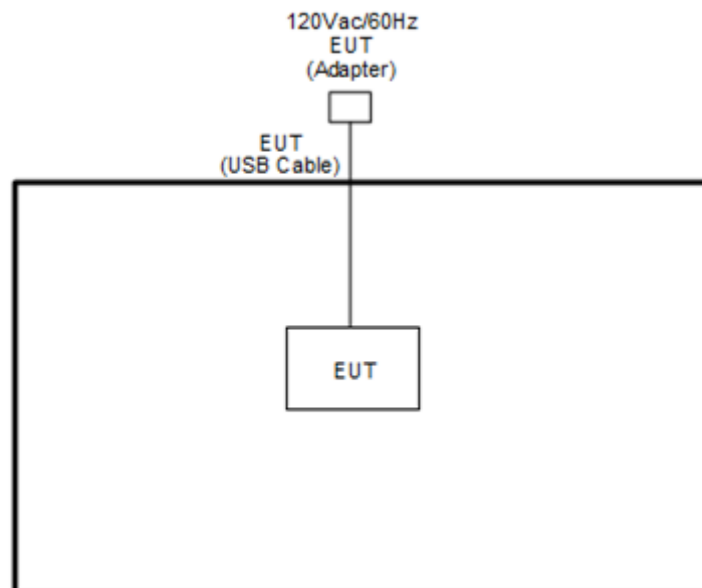 120Vac/60Hz
EUT
(Adapter)
EUT
(USB Cable)
EUT